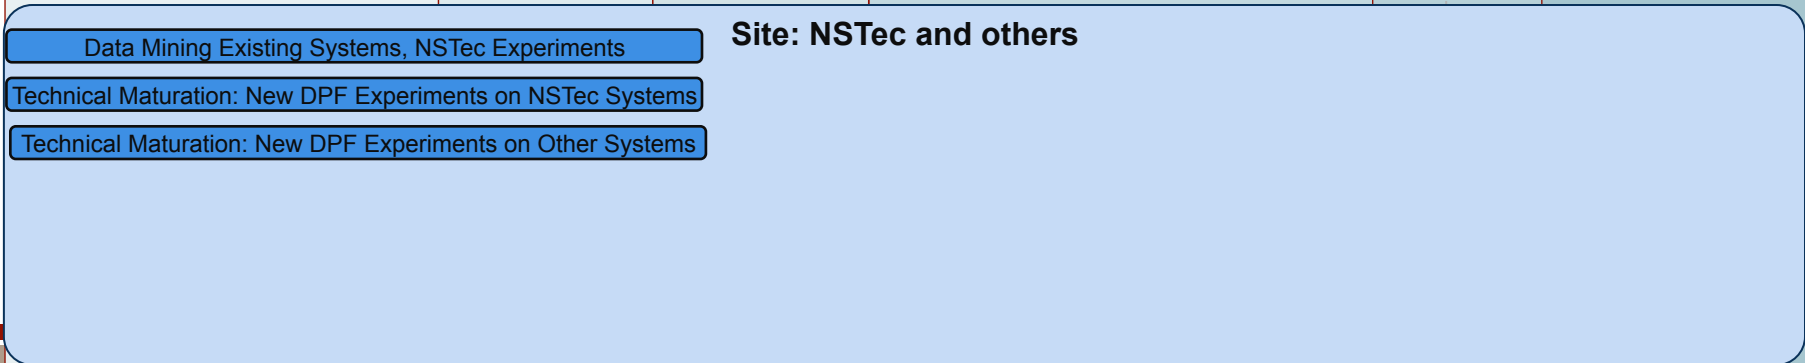 Site: NSTec and others
Data Mining Existing Systems, NSTec Experiments
Technical Maturation: New DPF Experiments on NSTec Systems
Technical Maturation: New DPF Experiments on Other Systems